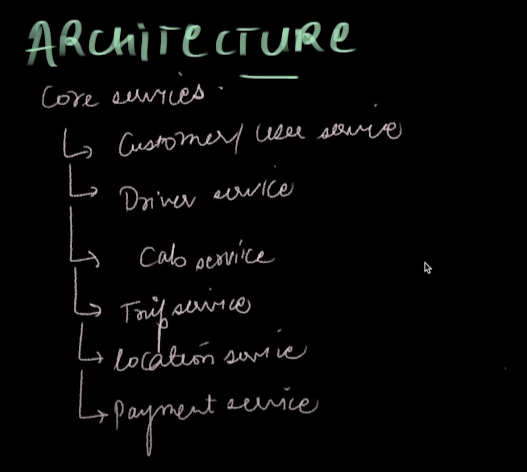 ARCHITECTURE
Core services.
Customer/ user service
Driver service
Cab service
Trip service
Location service
Payment service